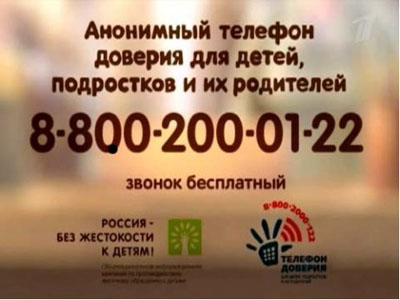 Анонимный телефон
доверия для детей,
подростков и их родителей
8-800-200-01-22
звонок бесплатный
РОССИЯ -
БЕЗ ЖЕСТОКОСТИ
К ДЕТЯМ!
8-800-2000-122
ТЕЛЕФОН
ДОВЕРИЯ